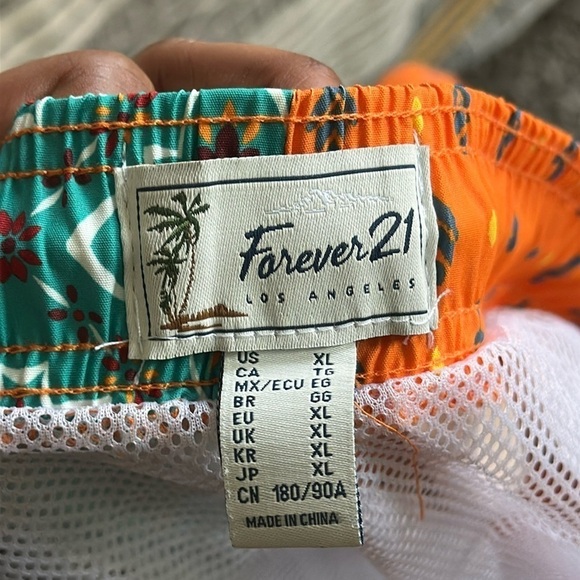 Forever 21
LOS ANGELES
US XL
CA TG
MX/ECU EG
BR GG
EU XL
UK XL
KR XL
JP XL
CN 180/90A
MADE IN CHINA